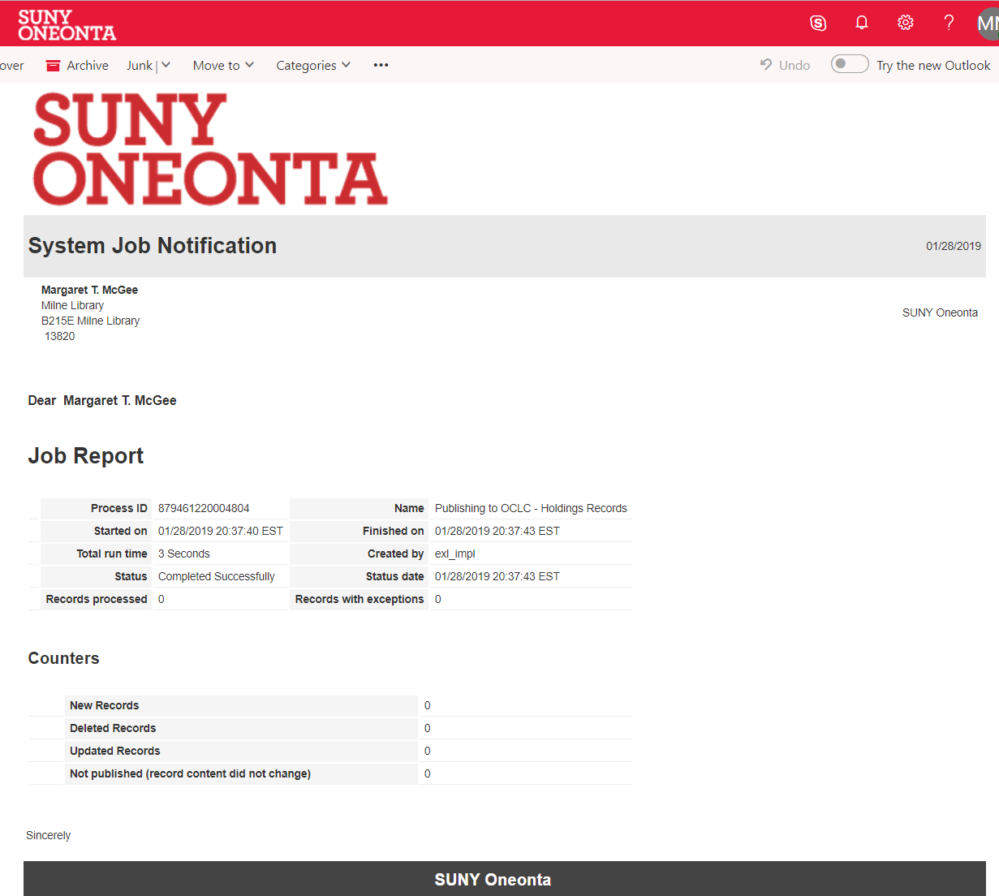 SUNY
ONEONTA
over Archive Junk | Move to Categories ••• Undo Try the new Outlook
SUNY
ONEONTA
System Job Notification 01/28/2019
Margaret T. McGee
Milne Library
SUNY Oneonta
B215E Milne Library
13820
Dear Margaret T. McGee
Job Report
Process ID 879461220004804 Name Publishing to OCLC - Holdings Records
Started on 01/28/2019 20:37:40 EST Finished on 01/28/2019 20:37:43 EST
Total run time 3 Seconds Created by exl_impl
Status Completed Successfully Status date 01/28/2019 20:37:43 EST
Records processed 0 Records with exceptions 0
Counters
New Records 0
Deleted Records 0
Updated Records 0
Not published (record content did not change) 0
Sincerely
SUNY Oneonta